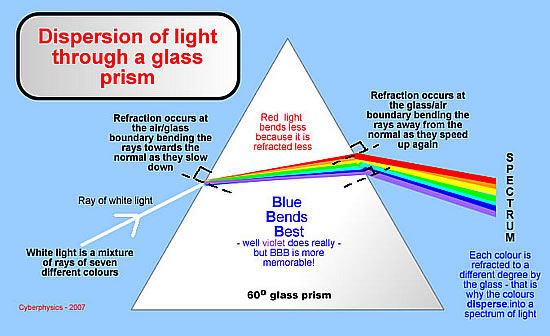 Dispersion of light
through a glass
prism
Refraction occurs at
the air/glass
boundary bending the
rays towards the
normal as they slow
down
Red light
bends less
because it is
refracted less
Refraction occurs at
the glass/air
boundary bending the
rays away from the
normal as they speed
up again
Ray of white light
White light is a mixture
of rays of seven
different colours
Blue
Bends
Best
- well violet does really -
but BBB is more
memorable!
60º glass prism
SPECTRUM
Each colour is
refracted to a
different degree by
the glass - that is
why the colours
disperse.into a
spectrum of light
Cyberphysics - 2007